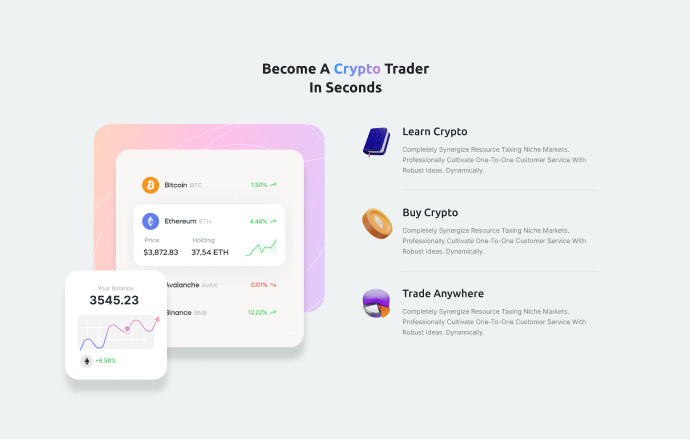 Become A Crypto Trader
In Seconds
Bitcoin BTC
1.50%
Ethereum ETH
4.46%
Price
Holding
$3,872.83
37,54 ETH
Avalanche AVAX
0.01%
Binance BNB
12.22%
Your Balance
3545.23
+6.58%
Learn Crypto
Completely Synergize Resource Taxing Niche Markets.
Professionally Cultivate One-To-One Customer Service With
Robust Ideas. Dynamically.
Buy Crypto
Completely Synergize Resource Taxing Niche Markets.
Professionally Cultivate One-To-One Customer Service With
Robust Ideas. Dynamically.
Trade Anywhere
Completely Synergize Resource Taxing Niche Markets.
Professionally Cultivate One-To-One Customer Service With
Robust Ideas. Dynamically.